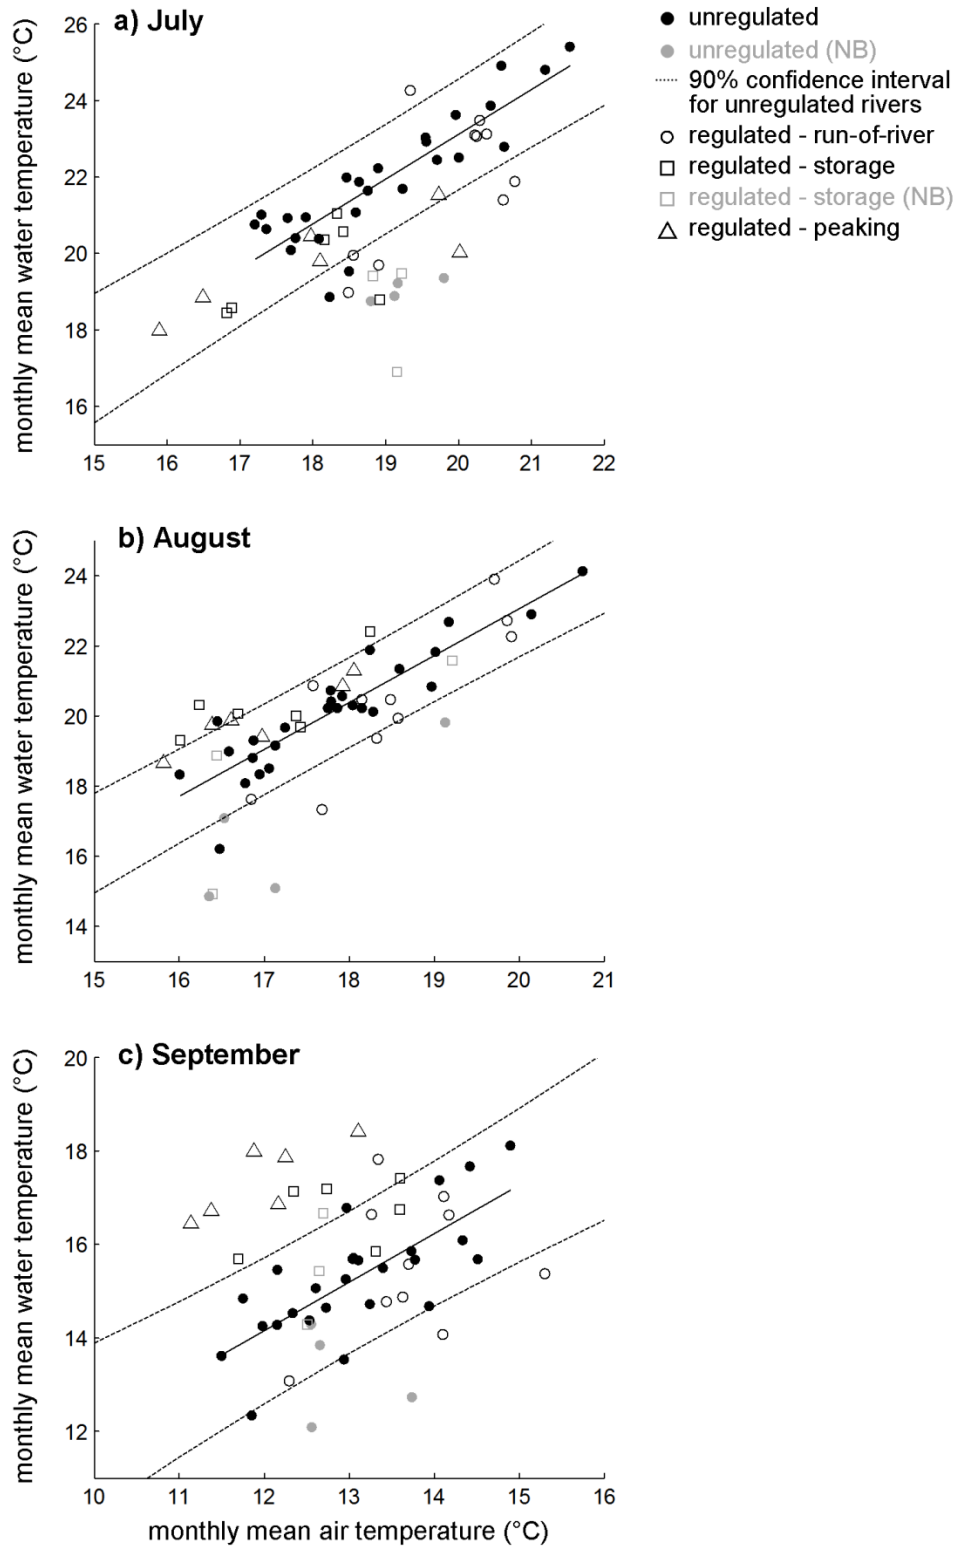 a) July
monthly mean water temperature (°C)
26
24
22
20
18
16
15 16 17 18 19 20 21 22
unregulated
unregulated (NB)
90% confidence interval
for unregulated rivers
regulated - run-of-river
regulated - storage
regulated - storage (NB)
regulated - peaking
b) August
monthly mean water temperature (°C)
24
22
20
18
16
14
15 16 17 18 19 20 21
c) September
monthly mean water temperature (°C)
20
18
16
14
12
10 11 12 13 14 15 16
monthly mean air temperature (°C)